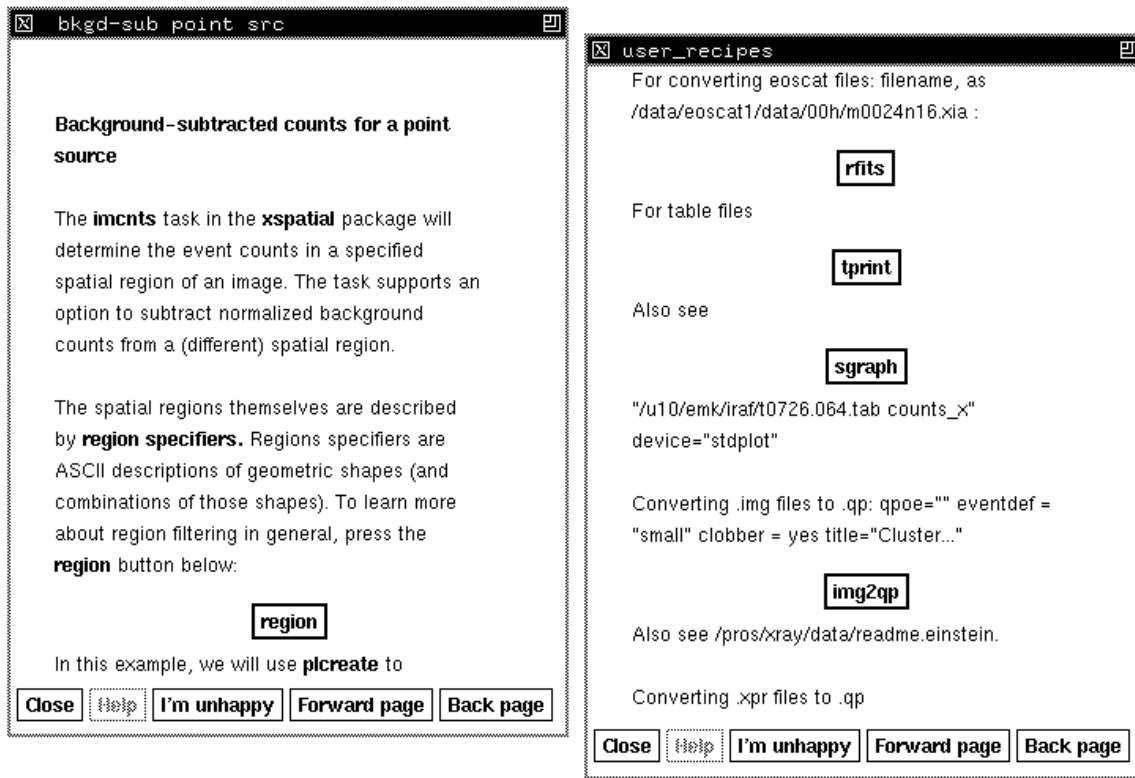 bkgd-sub point src
Background-subtracted counts for a point
source
The imcnts task in the xspatial package will
determine the event counts in a specified
spatial region of an image. The task supports an
option to subtract normalized background
counts from a (different) spatial region.
The spatial regions themselves are described
by region specifiers. Regions specifiers are
ASCII descriptions of geometric shapes (and
combinations of those shapes). To learn more
about region filtering in general, press the
region button below:
region
In this example, we will use plcreate to
Close Help I'm unhappy Forward page Back page
user_recipes
For converting eoscat files: filename, as
/data/eoscat1/data/00h/m0024n16.xia :
rfits
For table files
tprint
Also see
sgraph
"/u10/emk/iraf/t0726.064.tab counts_x"
device="stdplot"
Converting .img files to .qp: qpoe="" eventdef =
"small" clobber = yes title="Cluster..."
img2qp
Also see /pros/xray/data/readme.einstein.
Converting .xpr files to .qp
Close Help I'm unhappy Forward page Back page